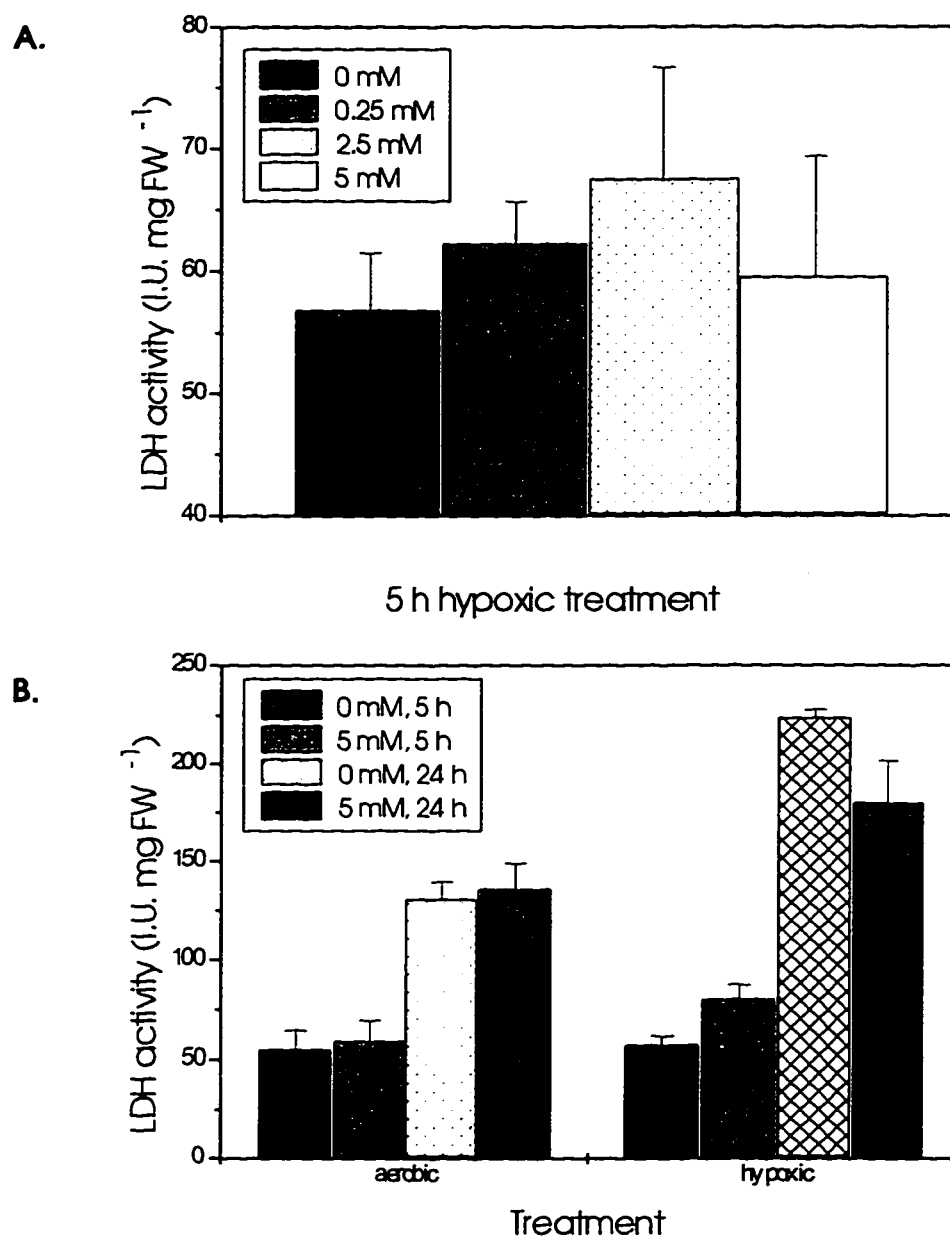 A.
LDH activity (I.U. mg FW -1)
80
70
60
50
40
0 mM
0.25 mM
2.5 mM
5 mM
5 h hypoxic treatment
B.
LDH activity (I.U. mg FW -1)
250
200
150
100
50
0
0 mM, 5 h
5 mM, 5 h
0 mM, 24 h
5 mM, 24 h
aerobic
hypoxic
Treatment